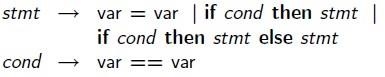 stmt → var = var | if cond then stmt |
if cond then stmt else stmt
cond → var == var